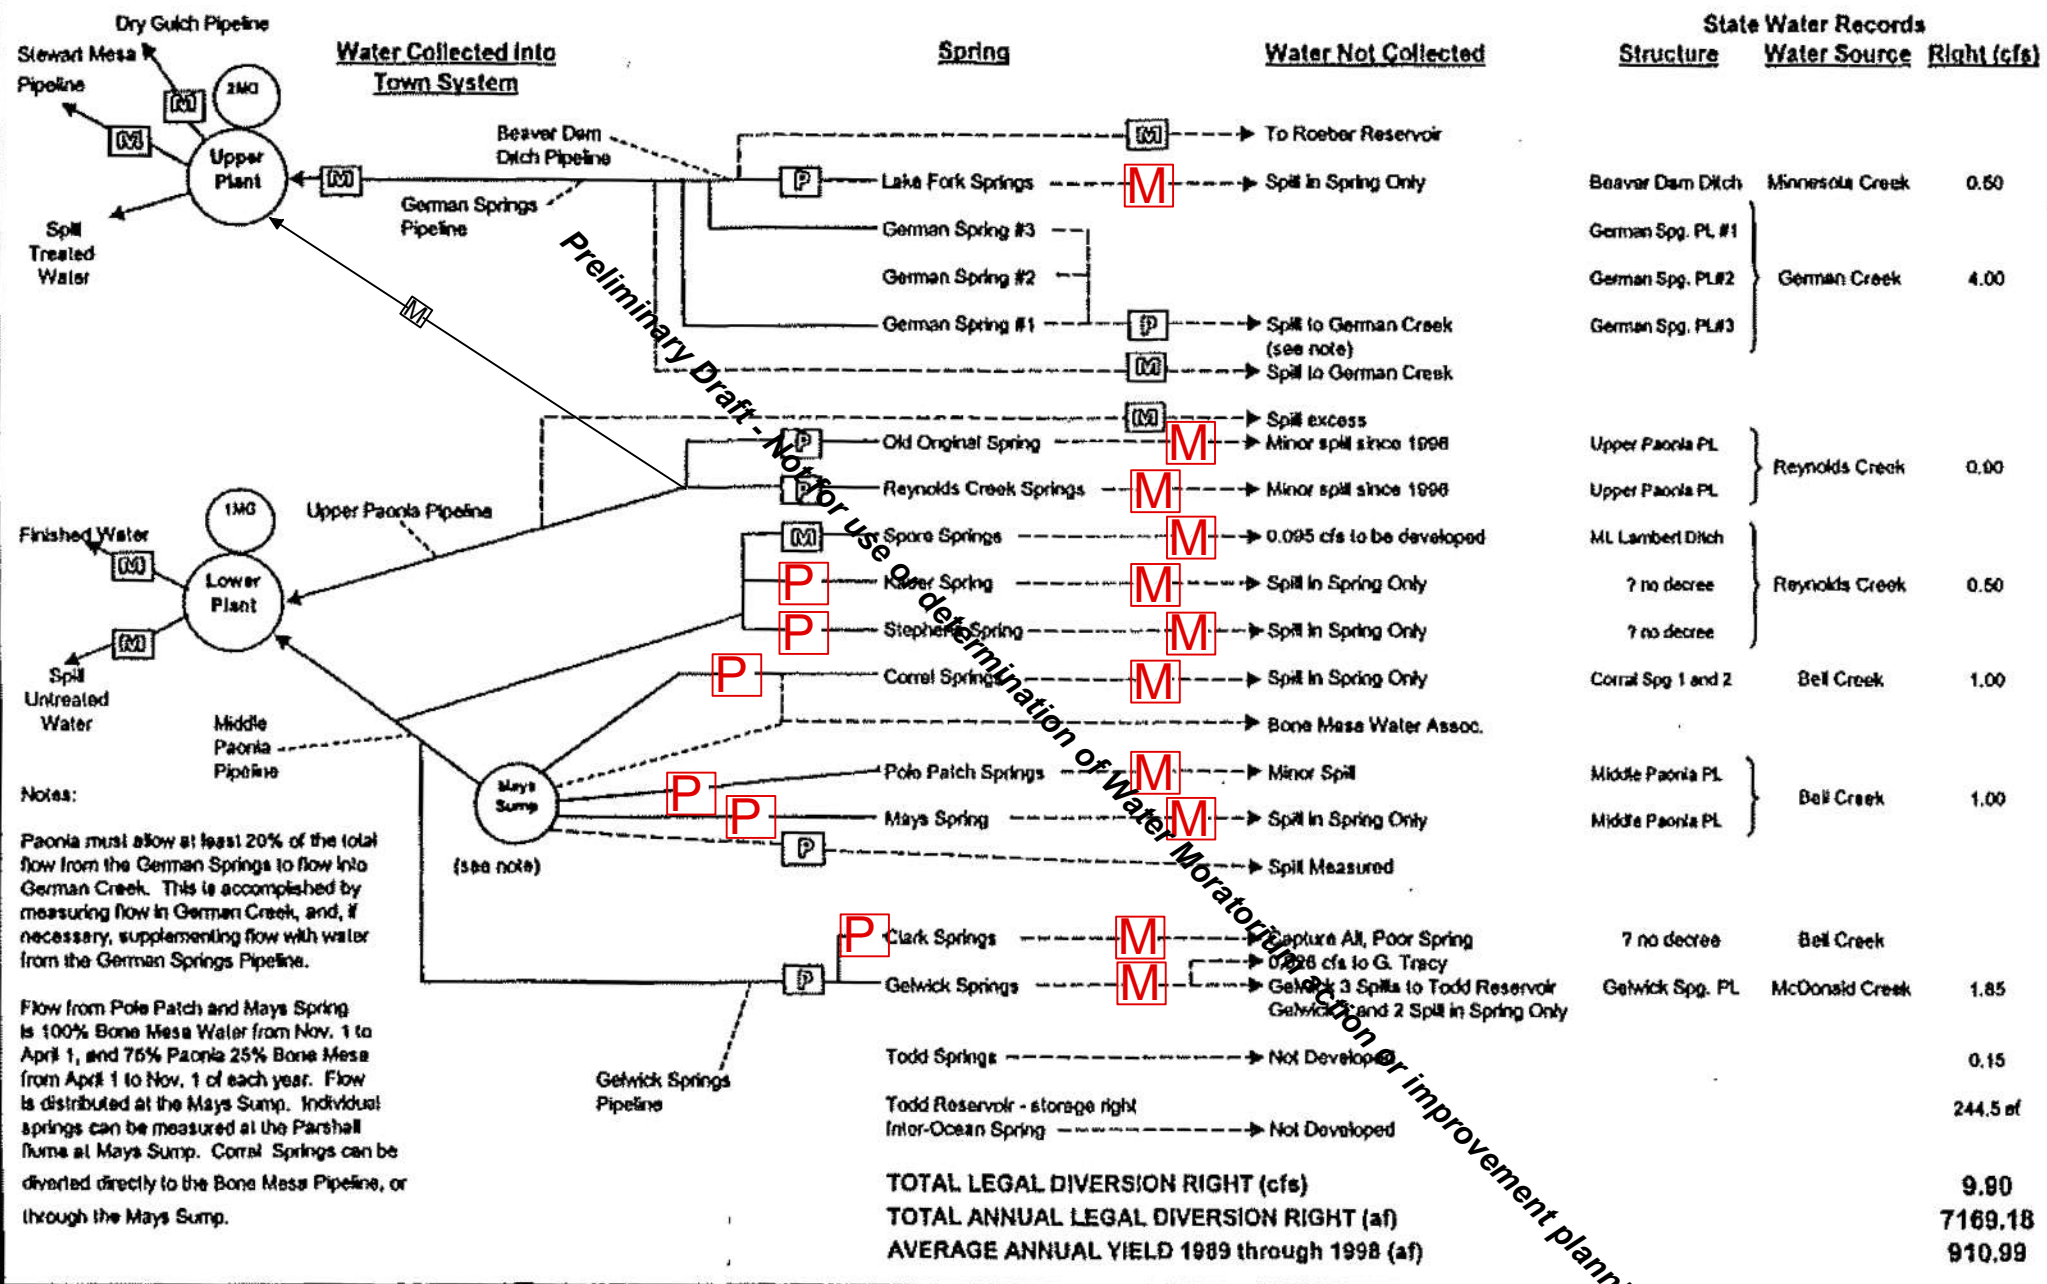 Dry Gulch Pipeline
Stewart Mesa
Pipeline
M
M
2MG
Upper
Plant
M
Spill
Treated
Water
Water Collected Into
Town System
Spring
Water Not Collected
State Water Records
Structure
Water Source
Right (cfs)
Beaver Dam
Ditch Pipeline
German Springs
Pipeline
M
To Roeber Reservoir
P
Lake Fork Springs
M
Spill in Spring Only
Beaver Dam Ditch
Minnesota Creek
0.50
German Spring #3
German Spg. PL #1
German Spring #2
German Spg. PL#2
German Creek
4.00
German Spring #1
P
Spill to German Creek
(see note)
German Spg. PL#3
M
Spill to German Creek
M
M
Spill excess
P
Old Original Spring
M
Minor spill since 1996
Upper Paonia PL
Reynolds Creek
0.90
P
Reynolds Creek Springs
M
Minor spill since 1996
Upper Paonia PL
1MG
Upper Paonia Pipeline
Finished Water
M
Lower
Plant
M
Spill
Untreated
Water
M
Spore Springs
M
0.095 cfs to be developed
Mt. Lambert Ditch
P
Spring
M
Spill in Spring Only
? no decree
Reynolds Creek
0.50
P
Stephens Spring
M
Spill in Spring Only
? no decree
P
Corral Springs
M
Spill in Spring Only
Corral Spg 1 and 2
Bell Creek
1.00
Bone Mesa Water Assoc.
Middle
Paonia
Pipeline
Mays
Sump
(see note)
P
Pole Patch Springs
M
Minor Spill
Middle Paonia PL
Bell Creek
1.00
P
Mays Spring
M
Spill in Spring Only
Middle Paonia PL
P
Spill Measured
P
Clark Springs
M
Capture All, Poor Spring
? no decree
Bell Creek
cfs to G. Tracy
P
Gelwick Springs
M
Gelwick 3 Spills to Todd Reservoir
Gelwick 1 and 2 Spill in Spring Only
Gelwick Spg. PL
McDonald Creek
1.85
Gelwick Springs
Pipeline
Todd Springs
Not Developed
0.15
Todd Reservoir - storage right
244.5 af
Inter-Ocean Spring
Not Developed
TOTAL LEGAL DIVERSION RIGHT (cfs)
9.90
TOTAL ANNUAL LEGAL DIVERSION RIGHT (af)
7169.18
AVERAGE ANNUAL YIELD 1989 through 1998 (af)
910.99
Notes:
Paonia must allow at least 20% of the total
flow from the German Springs to flow into
German Creek. This is accomplished by
measuring flow in German Creek, and, if
necessary, supplementing flow with water
from the German Springs Pipeline.
Flow from Pole Patch and Mays Spring
is 100% Bone Mesa Water from Nov. 1 to
April 1, and 75% Paonia 25% Bone Mesa
from April 1 to Nov. 1 of each year. Flow
is distributed at the Mays Sump. Individual
springs can be measured at the Parshall
flume at Mays Sump. Corral Springs can be
diverted directly to the Bone Mesa Pipeline, or
through the Mays Sump.
Preliminary Draft - Not for use or determination of Water Moratorium action or improvement plann